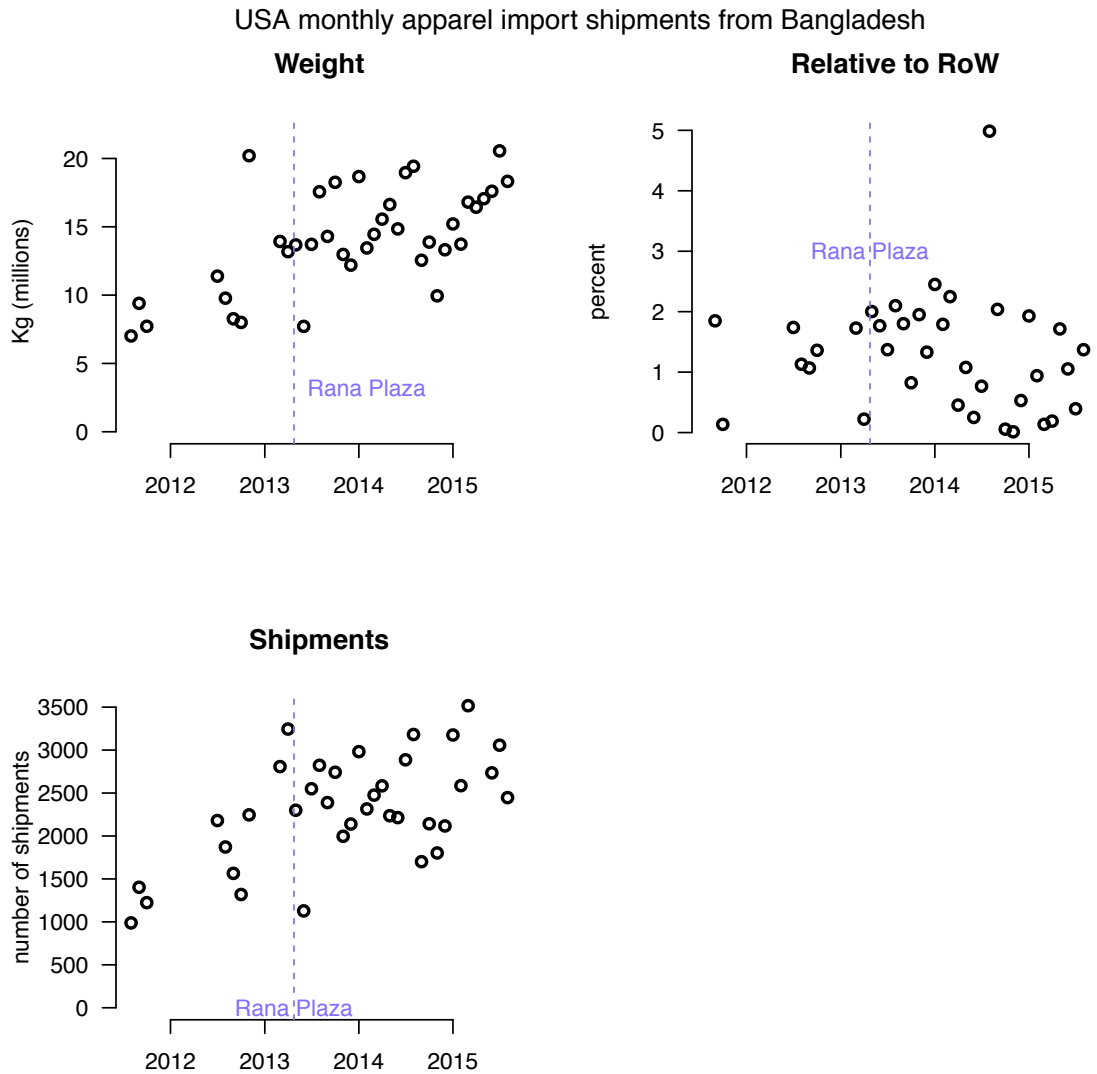 USA monthly apparel import shipments from Bangladesh
Weight
Kg (millions)
20
15
10
5
0
Rana Plaza
2012 2013 2014 2015
Relative to RoW
percent
5
4
3
2
1
0
Rana Plaza
2012 2013 2014 2015
Shipments
number of shipments
3500
3000
2500
2000
1500
1000
500
0
Rana Plaza
2012 2013 2014 2015